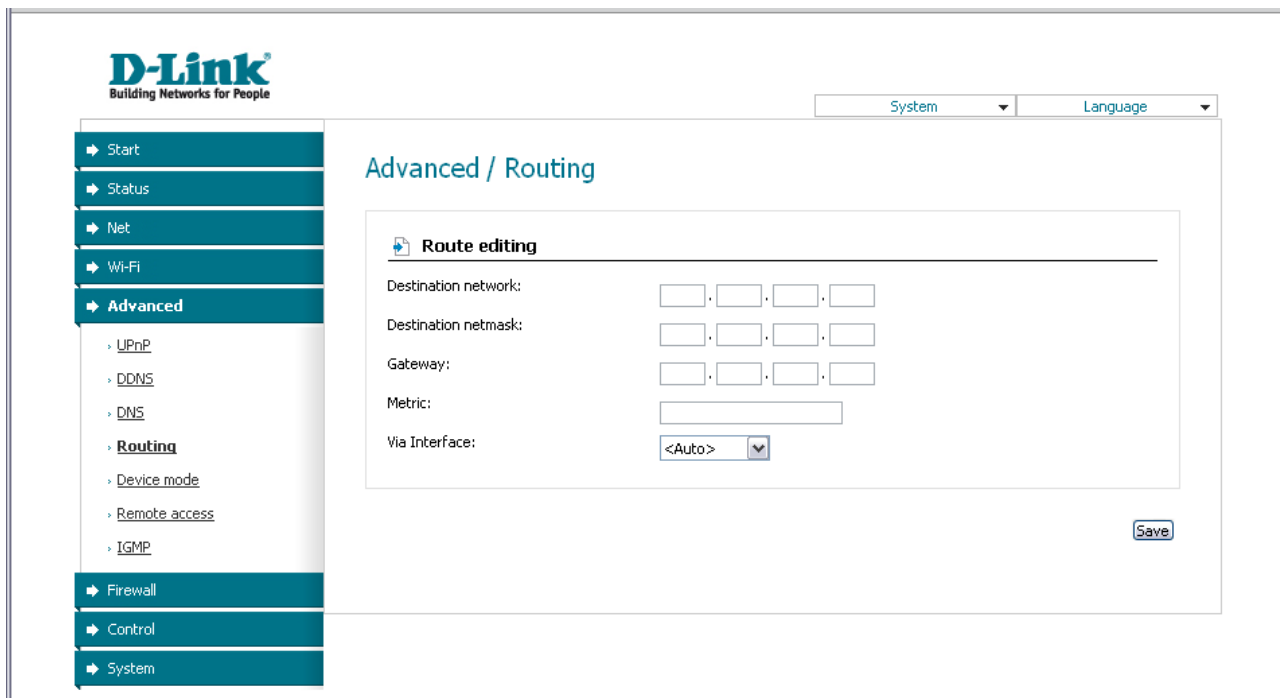 D-Link
Building Networks for People
System
Language
Start
Status
Net
Wi-Fi
Advanced
UPnP
DDNS
DNS
Routing
Device mode
Remote access
IGMP
Firewall
Control
System
Advanced / Routing
Route editing
Destination network:
. . .
Destination netmask:
. . .
Gateway:
. . .
Metric:
Via Interface:
<Auto>
Save